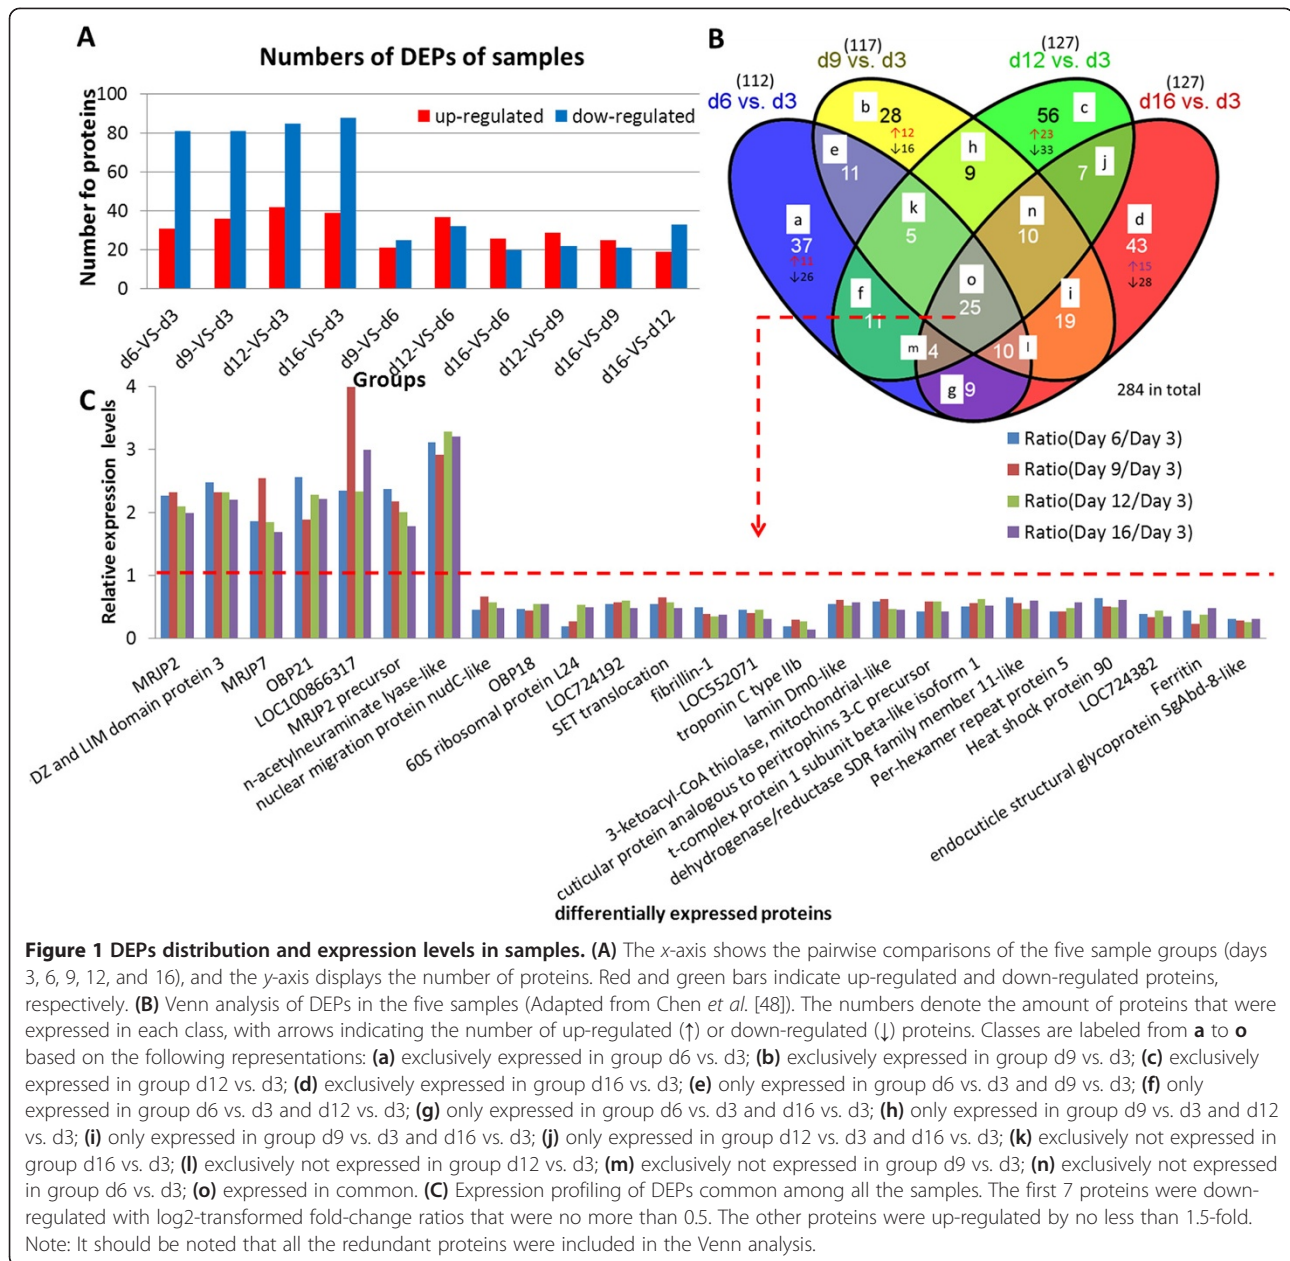 A
Numbers of DEPs of samples
Number fo proteins
100
80
60
40
20
0
up-regulated
dow-regulated
d6-VS-d3
d9-VS-d3
d12-VS-d3
d16-VS-d3
d9-VS-d6
d12-VS-d6
d16-VS-d6
d12-VS-d9
d16-VS-d9
d16-VS-d12
Groups
B
(112)
d6 vs. d3
(117)
d9 vs. d3
(127)
d12 vs. d3
(127)
d16 vs. d3
b
28
↑12
↓16
56
c
↑23
↓33
e
11
h
9
j
7
a
37
↑11
↓26
k
5
n
10
d
43
↑15
↓28
o
25
f
11
i
19
m
4
10
l
g
9
284 in total
C
Relative expression levels
4
3
2
1
0
Ratio(Day 6/Day 3)
Ratio(Day 9/Day 3)
Ratio(Day 12/Day 3)
Ratio(Day 16/Day 3)
MRJP2
DZ and LIM domain protein 3
MRJP7
OBP21
LOC100866317
MRJP2 precursor
n-acetylneuraminate lyase-like
nuclear migration protein nudC-like
OBP18
60S ribosomal protein L24
LOC724192
SET translocation
fibrillin-1
LOC552071
troponin C type IIb
lamin Dm0-like
3-ketoacyl-CoA thiolase, mitochondrial-like
cuticular protein analogous to peritrophins 3-C precursor
t-complex protein 1 subunit beta-like isoform 1
dehydrogenase/reductase SDR family member 11-like
Per-hexamer repeat protein 5
Heat shock protein 90
LOC724382
Ferritin
endocuticle structural glycoprotein SgAbd-8-like
differentially expressed proteins
Figure 1 DEPs distribution and expression levels in samples. (A) The x-axis shows the pairwise comparisons of the five sample groups (days
3, 6, 9, 12, and 16), and the y-axis displays the number of proteins. Red and green bars indicate up-regulated and down-regulated proteins,
respectively. (B) Venn analysis of DEPs in the five samples (Adapted from Chen et al. [48]). The numbers denote the amount of proteins that were
expressed in each class, with arrows indicating the number of up-regulated (↑) or down-regulated (↓) proteins. Classes are labeled from a to o
based on the following representations: (a) exclusively expressed in group d6 vs. d3; (b) exclusively expressed in group d9 vs. d3; (c) exclusively
expressed in group d12 vs. d3; (d) exclusively expressed in group d16 vs. d3; (e) only expressed in group d6 vs. d3 and d9 vs. d3; (f) only
expressed in group d6 vs. d3 and d12 vs. d3; (g) only expressed in group d6 vs. d3 and d16 vs. d3; (h) only expressed in group d9 vs. d3 and d12
vs. d3; (i) only expressed in group d9 vs. d3 and d16 vs. d3; (j) only expressed in group d12 vs. d3 and d16 vs. d3; (k) exclusively not expressed in
group d16 vs. d3; (l) exclusively not expressed in group d12 vs. d3; (m) exclusively not expressed in group d9 vs. d3; (n) exclusively not expressed
in group d6 vs. d3; (o) expressed in common. (C) Expression profiling of DEPs common among all the samples. The first 7 proteins were down-
regulated with log2-transformed fold-change ratios that were no more than 0.5. The other proteins were up-regulated by no less than 1.5-fold.
Note: It should be noted that all the redundant proteins were included in the Venn analysis.